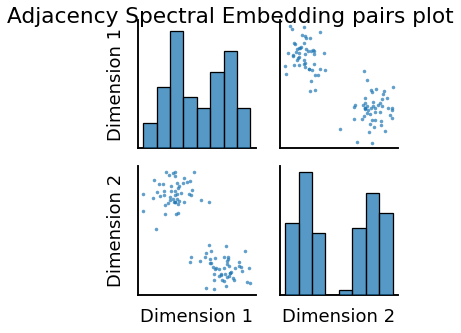 Adjacency Spectral Embedding pairs plot
Dimension 1
Dimension 2
Dimension 1
Dimension 2